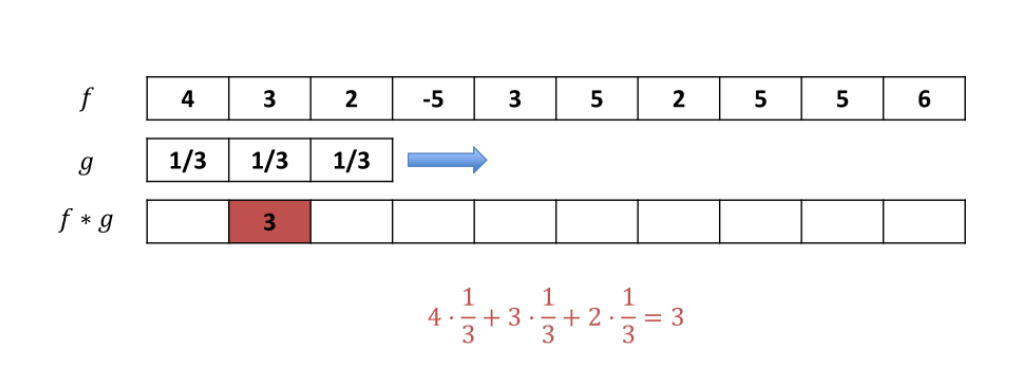 f 4 3 2 -5 3 5 2 5 5 6
g 1/3 1/3 1/3
f * g 3
4 · 1/3 + 3 · 1/3 + 2 · 1/3 = 3